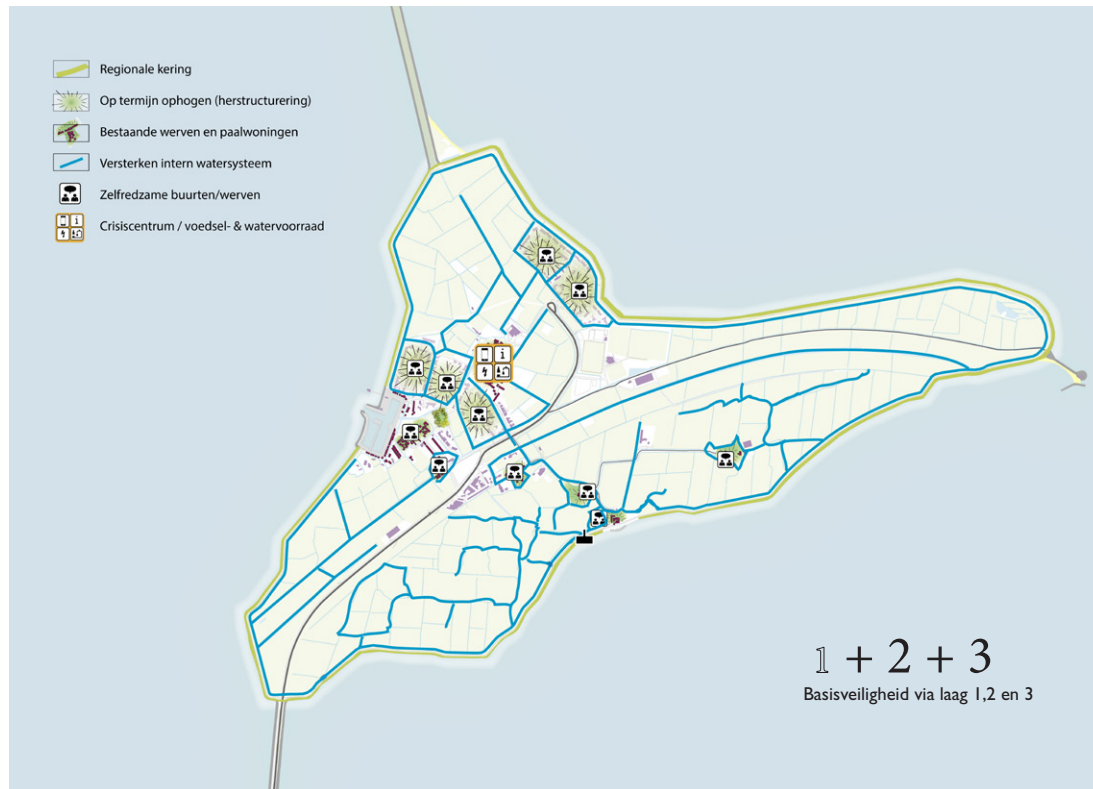 Regionale kering
Op termijn ophogen (herstructurering)
Bestaande werven en paalwoningen
Versterken intern watersysteem
Zelfredzame buurten/werven
Crisiscentrum / voedsel- & watervoorraad
1 + 2 + 3
Basisveiligheid via laag 1,2 en 3